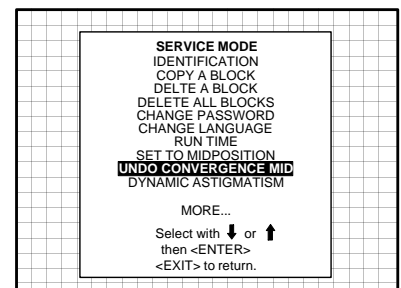 SERVICE MODE
IDENTIFICATION
COPY A BLOCK
DELTE A BLOCK
DELETE ALL BLOCKS
CHANGE PASSWORD
CHANGE LANGUAGE
RUN TIME
SET TO MIDPOSITION
UNDO CONVERGENCE MID
DYNAMIC ASTIGMATISM
MORE...
Select with ⬇ or ⬆
then <ENTER>
<EXIT> to return.